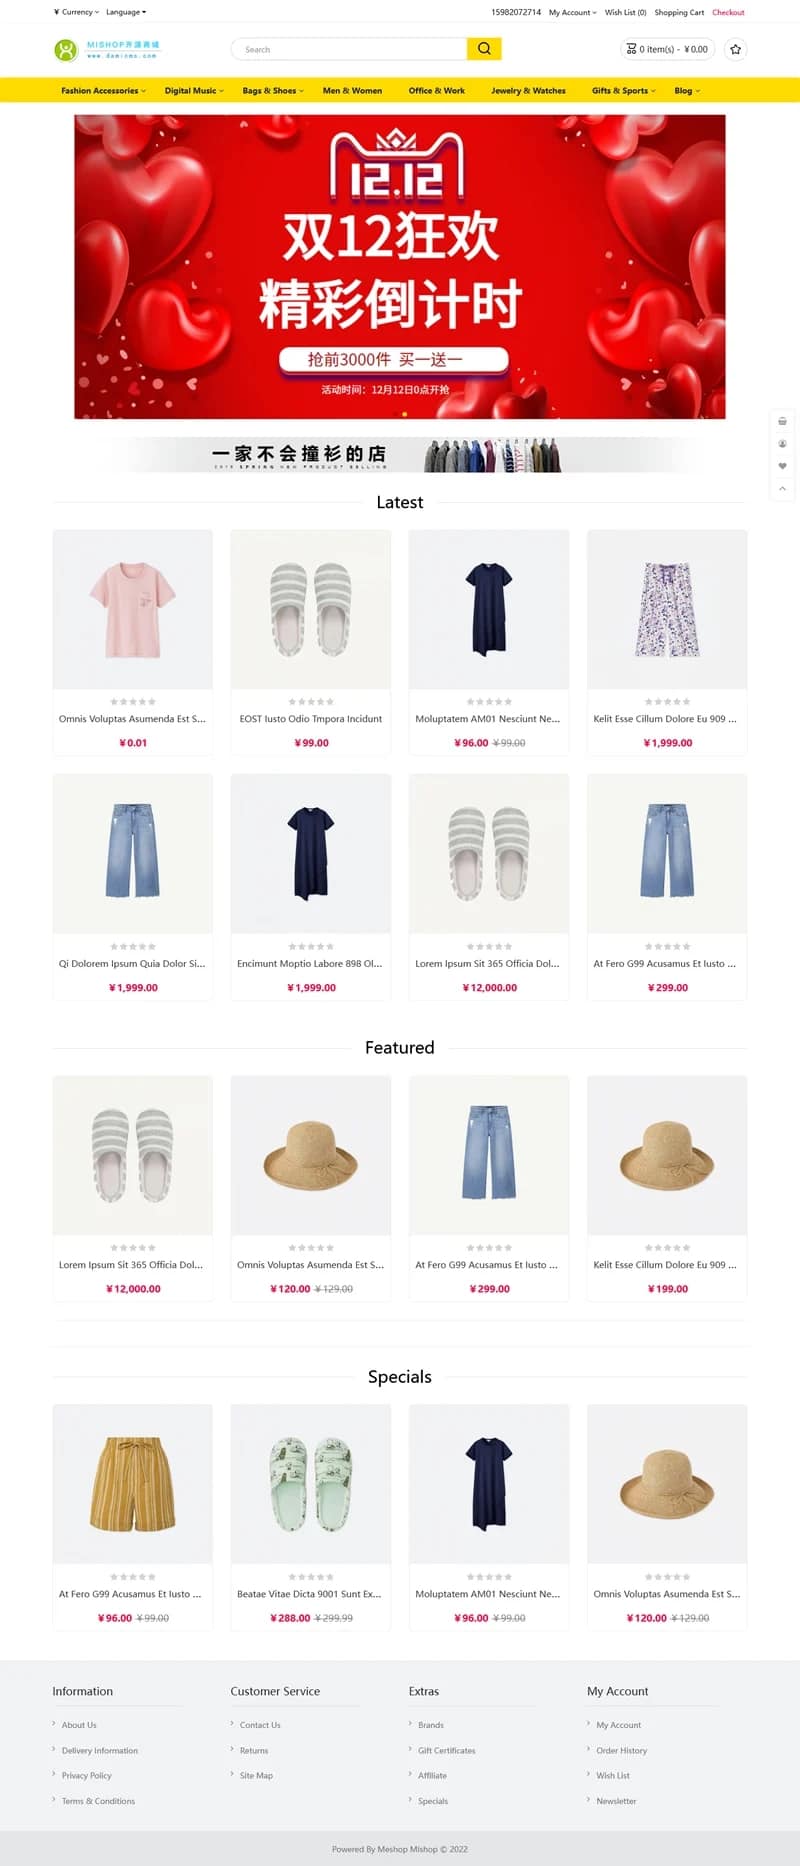 ¥ Currency Language 15982072714 My Account Wish List (0) Shopping Cart Checkout
MISHOP开源商城
Search 0 item(s) - ¥0.00
Fashion Accessories Digital Music Bags & Shoes Men & Women Office & Work Jewelry & Watches Gifts & Sports Blog
12.12
双12狂欢
精彩倒计时
抢前3000件 买一送一
活动时间：12月12日0点开抢
一家不会撞衫的店
SPRING NEW PRODUCT SELLING
Latest
Omnis Voluptas Asumenda Est S... EOST Iusto Odio Tmpora Incidunt Moluptatem AM01 Nesciunt Ne... Kelit Esse Cillum Dolore Eu 909 ...
¥0.01 ¥99.00 ¥96.00 ¥99.00 ¥1,999.00
Qi Dolorem Ipsum Quia Dolor Si... Encimunt Moptio Labore 898 Ol... Lorem Ipsum Sit 365 Officia Dol... At Fero G99 Acusamus Et Iusto ...
¥1,999.00 ¥1,999.00 ¥12,000.00 ¥299.00
Featured
Lorem Ipsum Sit 365 Officia Dol... Omnis Voluptas Asumenda Est S... At Fero G99 Acusamus Et Iusto ... Kelit Esse Cillum Dolore Eu 909 ...
¥12,000.00 ¥120.00 ¥129.00 ¥299.00 ¥199.00
Specials
At Fero G99 Acusamus Et Iusto ... Beatae Vitae Dicta 9001 Sunt Ex... Moluptatem AM01 Nesciunt Ne... Omnis Voluptas Asumenda Est S...
¥96.00 ¥99.00 ¥288.00 ¥299.99 ¥96.00 ¥99.00 ¥120.00 ¥129.00
Information Customer Service Extras My Account
About Us Contact Us Brands My Account
Delivery Information Returns Gift Certificates Order History
Privacy Policy Site Map Affiliate Wish List
Terms & Conditions Specials Newsletter
Powered By Meshop Mishop © 2022